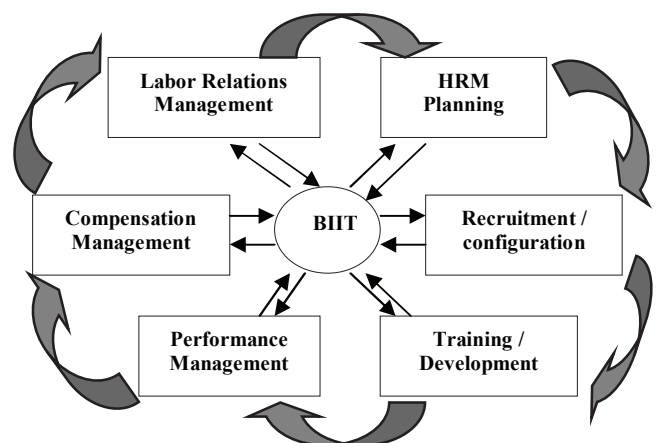 Labor Relations
Management
HRM
Planning
Compensation
Management
BIIT
Recruitment /
configuration
Performance
Management
Training /
Development